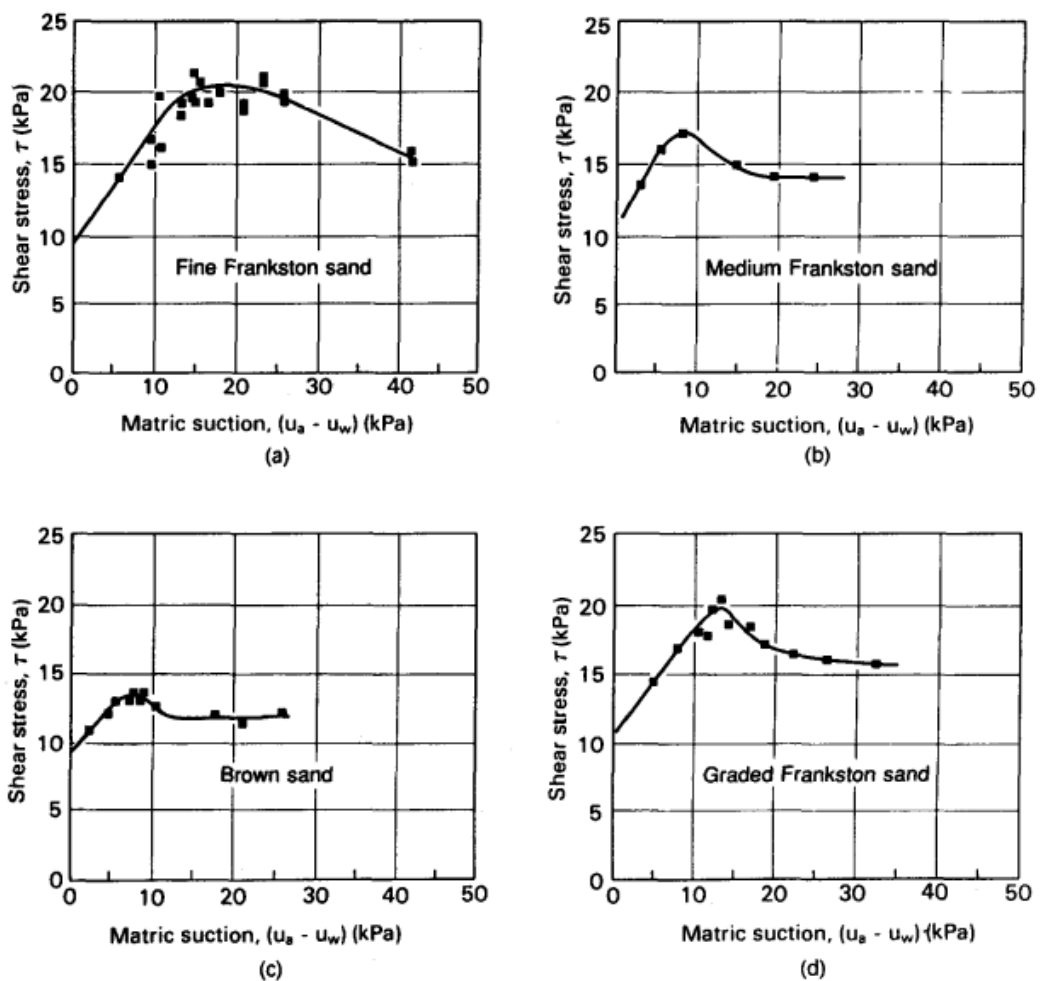 25
20
15
10
5
0
Shear stress, τ (kPa)
Fine Frankston sand
0 10 20 30 40 50
Matric suction, (uₐ - u_w) (kPa)
(a)
25
20
15
10
5
0
Shear stress, τ (kPa)
Medium Frankston sand
10 20 30 40 50
Matric suction, (uₐ - u_w) (kPa)
(b)
25
20
15
10
5
0
Shear stress, τ (kPa)
Brown sand
0 10 20 30 40 50
Matric suction, (uₐ - u_w) (kPa)
(c)
25
20
15
10
5
0
Shear stress, τ (kPa)
Graded Frankston sand
0 10 20 30 40 50
Matric suction, (uₐ - u_w) (kPa)
(d)